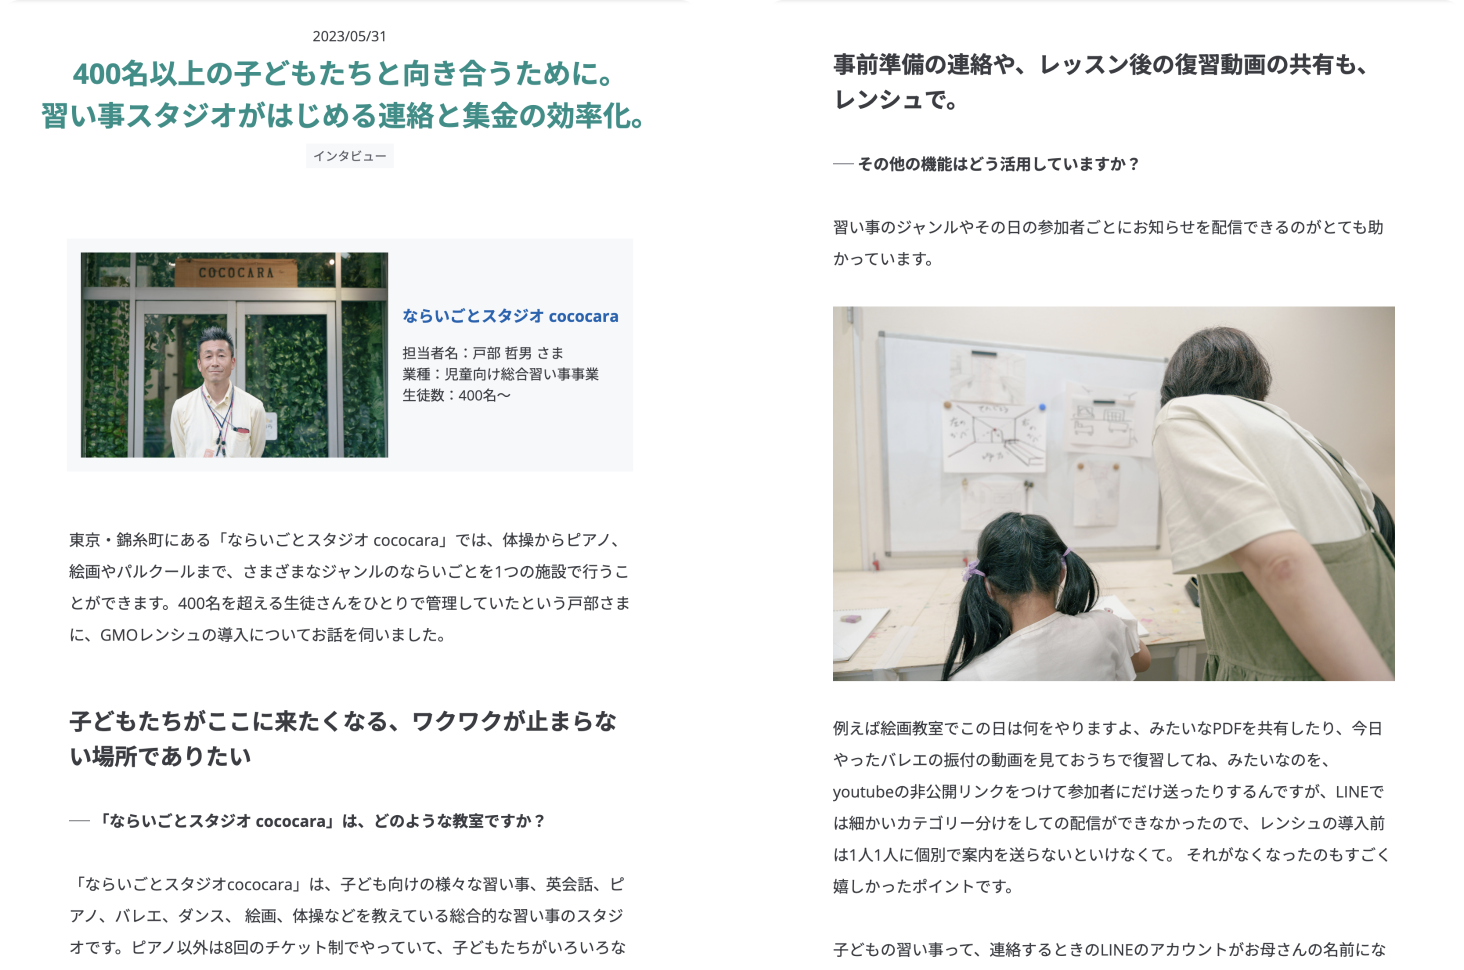 2023/05/31
400名以上の子どもたちと向き合うために。
習い事スタジオがはじめる連絡と集金の効率化。
インタビュー
COCOCARA
ならいごとスタジオ cococara
担当者名：戸部 哲男 さま
業種：児童向け総合習い事事業
生徒数：400名〜
東京・錦糸町にある「ならいごとスタジオ cococara」では、体操からピアノ、
絵画やパルクールまで、さまざまなジャンルのならいごとを1つの施設で行うこ
とができます。400名を超える生徒さんをひとりで管理していたという戸部さま
に、GMOレンシュの導入についてお話を伺いました。
子どもたちがここに来たくなる、ワクワクが止まらな
い場所でありたい
── 「ならいごとスタジオ cococara」は、どのような教室ですか？
「ならいごとスタジオcococara」は、子ども向けの様々な習い事、英会話、ピ
アノ、バレエ、ダンス、 絵画、体操などを教えている総合的な習い事のスタジ
オです。ピアノ以外は8回のチケット制でやっていて、子どもたちがいろいろな
事前準備の連絡や、レッスン後の復習動画の共有も、
レンシュで。
── その他の機能はどう活用していますか？
習い事のジャンルやその日の参加者ごとにお知らせを配信できるのがとても助
かっています。
例えば絵画教室でこの日は何をやりますよ、みたいなPDFを共有したり、今日
やったバレエの振付の動画を見ておうちで復習してね、みたいなのを、
youtubeの非公開リンクをつけて参加者にだけ送ったりするんですが、LINEで
は細かいカテゴリー分けをしての配信ができなかったので、レンシュの導入前
は1人1人に個別で案内を送らないといけなくて。 それがなくなったのもすごく
嬉しかったポイントです。
子どもの習い事って、連絡するときのLINEのアカウントがお母さんの名前にな